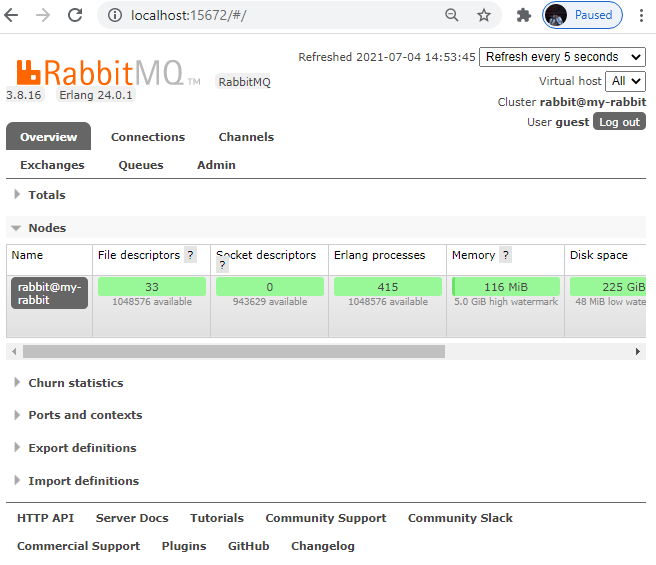 localhost:15672/#/
Paused
Refreshed 2021-07-04 14:53:45 Refresh every 5 seconds
RabbitMQ TM RabbitMQ
Virtual host All
3.8.16 Erlang 24.0.1
Cluster rabbit@my-rabbit
User guest Log out
Overview Connections Channels
Exchanges Queues Admin
Totals
Nodes
Name File descriptors ? Socket descriptors ? Erlang processes Memory ? Disk space
rabbit@my-rabbit 33 0 415 116 MiB 225 GiB
1048576 available 943629 available 1048576 available 5.0 GiB high watermark 48 MiB low wate
Churn statistics
Ports and contexts
Export definitions
Import definitions
HTTP API Server Docs Tutorials Community Support Community Slack
Commercial Support Plugins GitHub Changelog